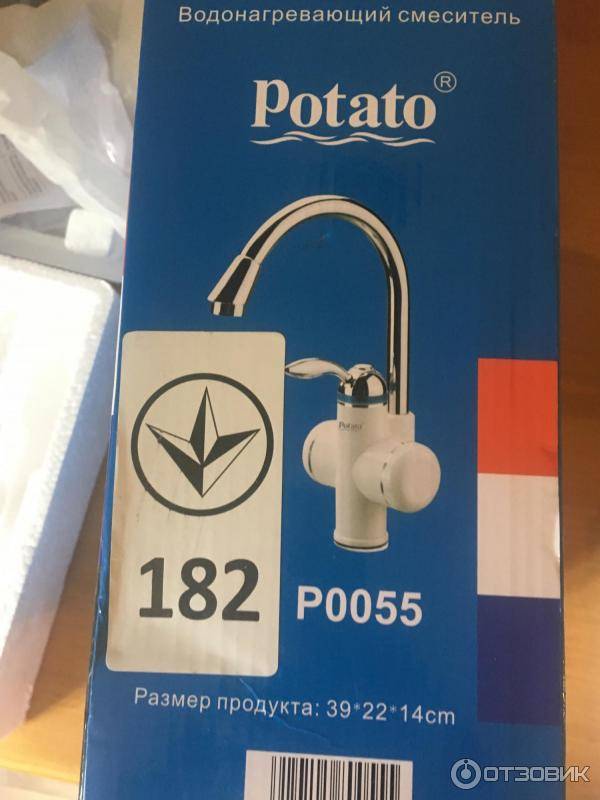 Водонагревающий смеситель
Potato®
Potato
182
P0055
Размер продукта: 39*22*14cm
ОТЗОВИК